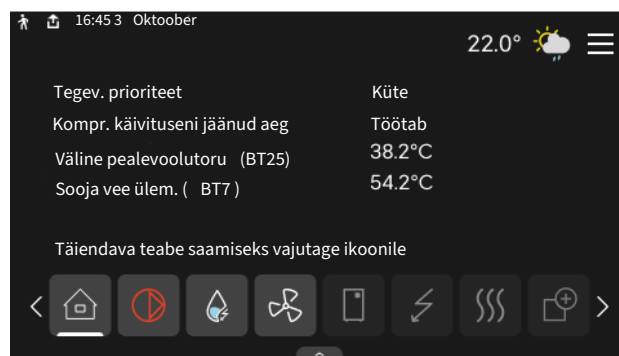 16:45 3 Oktoober
22.0°
Tegev. prioriteet Küte
Kompr. käivituseni jäänud aeg Töötab
Väline pealevoolutoru (BT25) 38.2°C
Sooja vee ülem. ( BT7 ) 54.2°C
Täiendava teabe saamiseks vajutage ikoonile